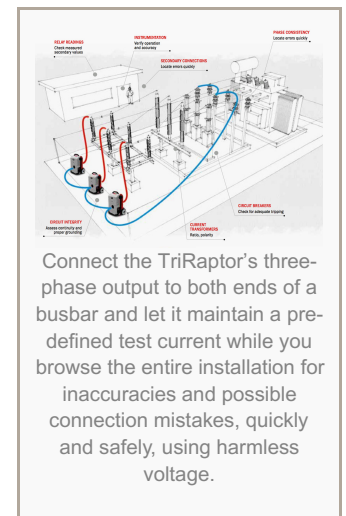 RELAY READINGS
Check measured
secondary values
INSTRUMENTATION
Verify operation
and accuracy
PHASE CONSISTENCY
Locate errors quickly
SECONDARY CONNECTIONS
Locate errors quickly
CIRCUIT INTEGRITY
Assess continuity and
proper grounding
CURRENT
TRANSFORMERS
Ratio, polarity
CIRCUIT BREAKERS
Check for adequate tripping
Connect the TriRaptor's three-
phase output to both ends of a
busbar and let it maintain a pre-
defined test current while you
browse the entire installation for
inaccuracies and possible
connection mistakes, quickly
and safely, using harmless
voltage.